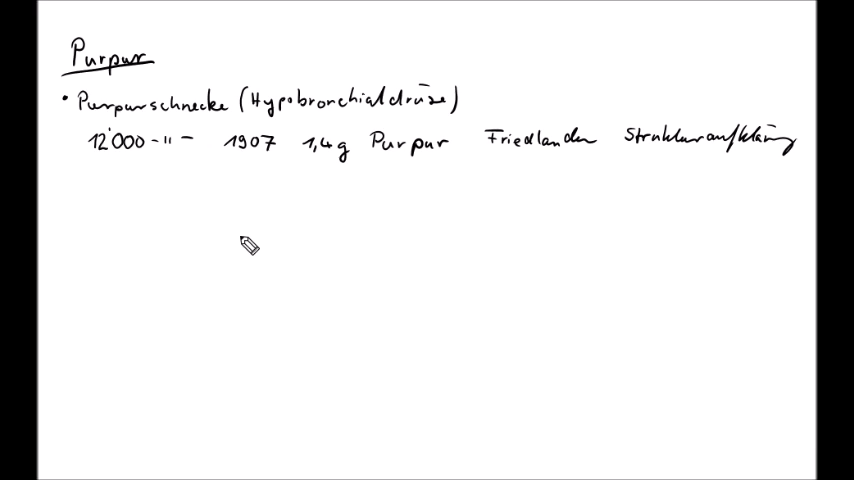 Purpur
• Purpurschnecke (Hypobronchialdrüse)
12'000 -"- 1907 1,4g Purpur Friedlander Strukturaufklärung